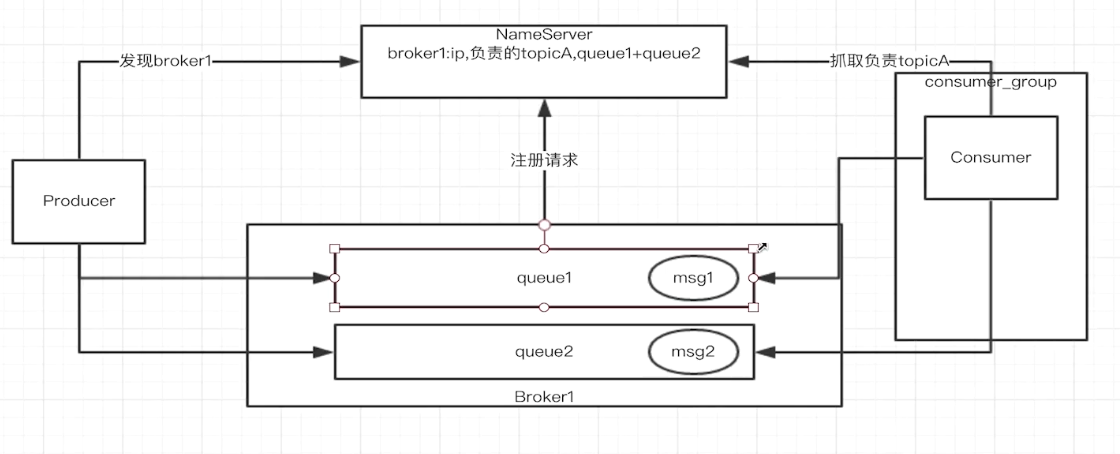 NameServer
broker1:ip,负责的topicA,queue1+queue2
发现broker1
抓取负责topicA
consumer_group
注册请求
Consumer
Producer
queue1
msg1
queue2
msg2
Broker1